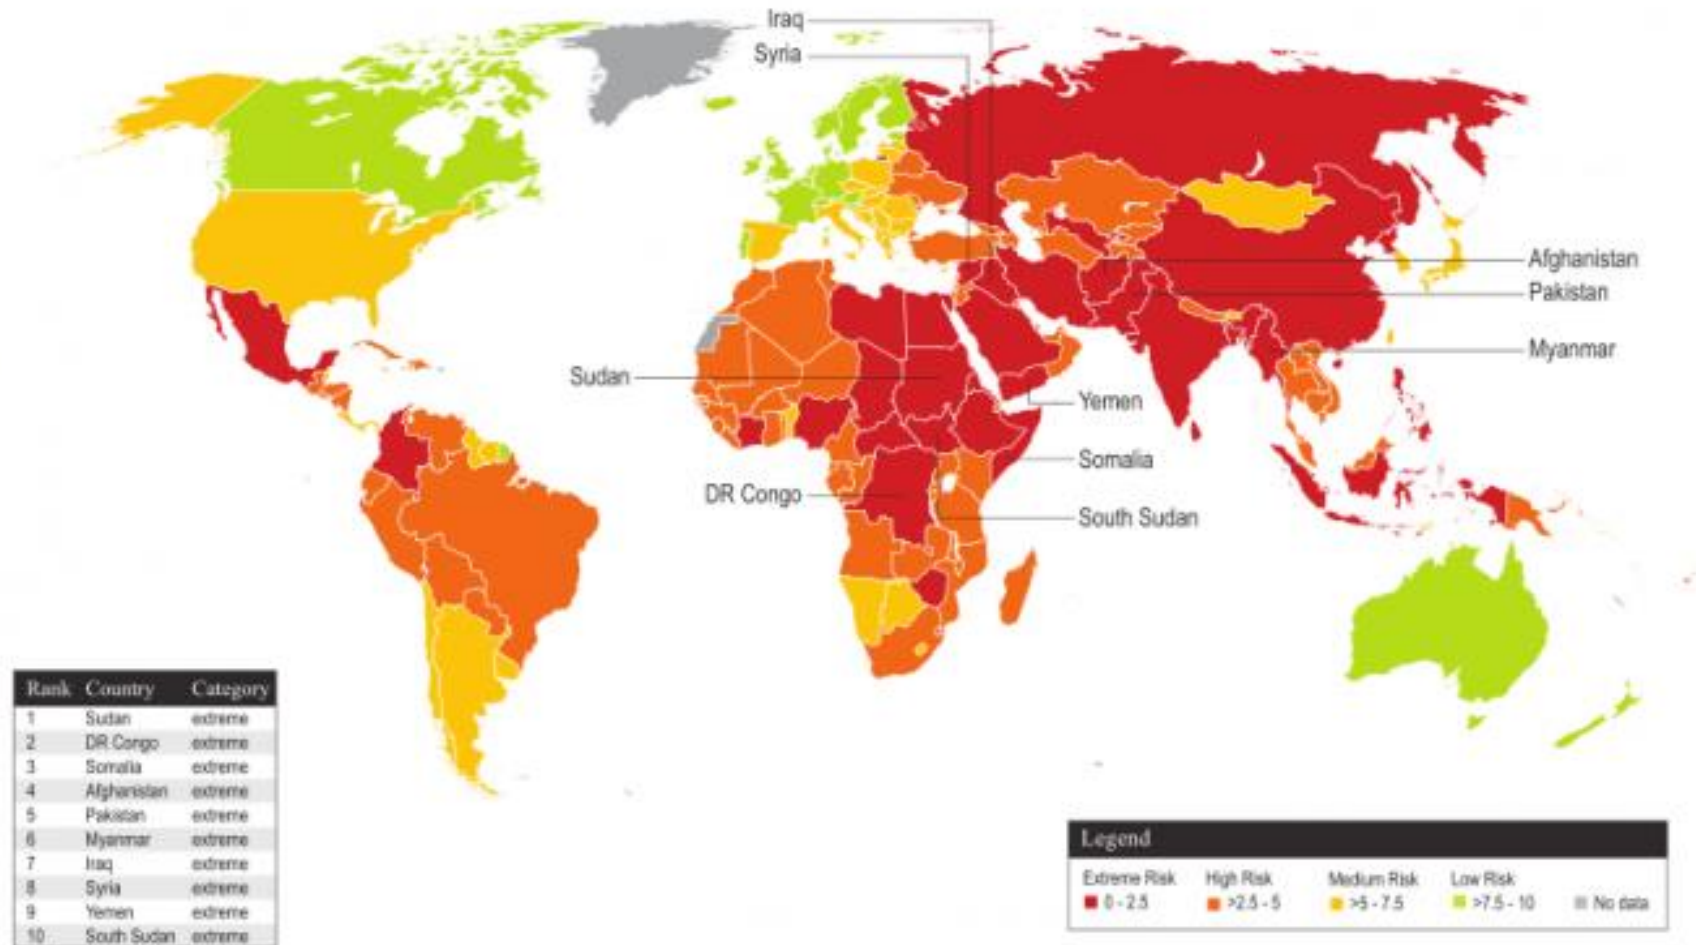 Iraq
Syria
Afghanistan
Pakistan
Myanmar
Sudan
Yemen
Somalia
DR Congo
South Sudan
Rank Country Category
1 Sudan extreme
2 DR Congo extreme
3 Somalia extreme
4 Afghanistan extreme
5 Pakistan extreme
6 Myanmar extreme
7 Iraq extreme
8 Syria extreme
9 Yemen extreme
10 South Sudan extreme
Legend
Extreme Risk High Risk Medium Risk Low Risk
0 - 2.5 >2.5 - 5 >5 - 7.5 >7.5 - 10 No data